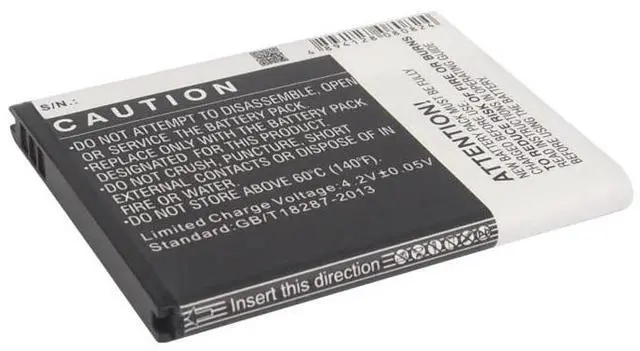 S/N.:
4 894128 080824
CAUTION
•DO NOT ATTEMPT TO DISASSEMBLE, OPEN
OR SERVICE THE BATTERY PACK
•REPLACE ONLY WITH THE BATTERY PACK
DESIGNATED FOR THIS PRODUCT
•DO NOT CRUSH, PUNCTURE, SHORT
EXTERNAL CONTACTS OR DISPOSE OF IN
FIRE OR WATER
•DO NOT STORE ABOVE 60°C (140°F)
Limited Charge Voltage:4.2V±0.05V
Standard:GB/T18287-2013
ATTENTION!
NEW BATTERY PACK MUST BE FULLY
CHARGED BEFORE USE.
TO REDUCE RISK OF FIRE OR BURNS
READ INSTRUCTION GUIDE
BEFORE USING THE BATTERY.
Insert this direction